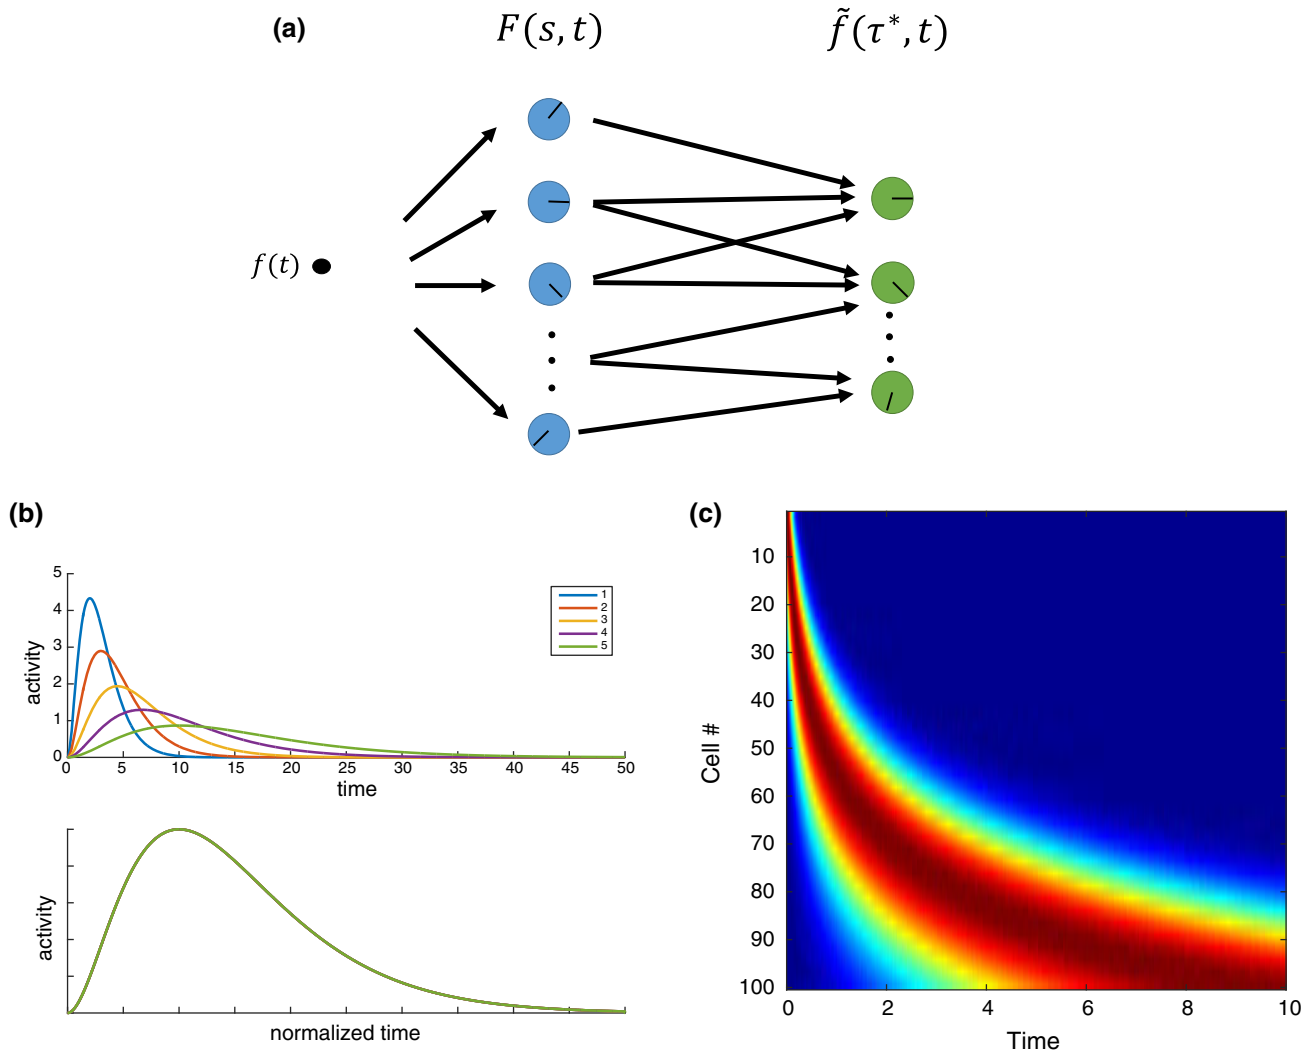 (a)
F(s, t)
f̃(τ*, t)
f(t)
(b)
5
4
3
2
1
0
activity
1
2
3
4
5
0 5 10 15 20 25 30 35 40 45 50
time
activity
normalized time
(c)
10
20
30
40
50
60
70
80
90
100
Cell #
0 2 4 6 8 10
Time